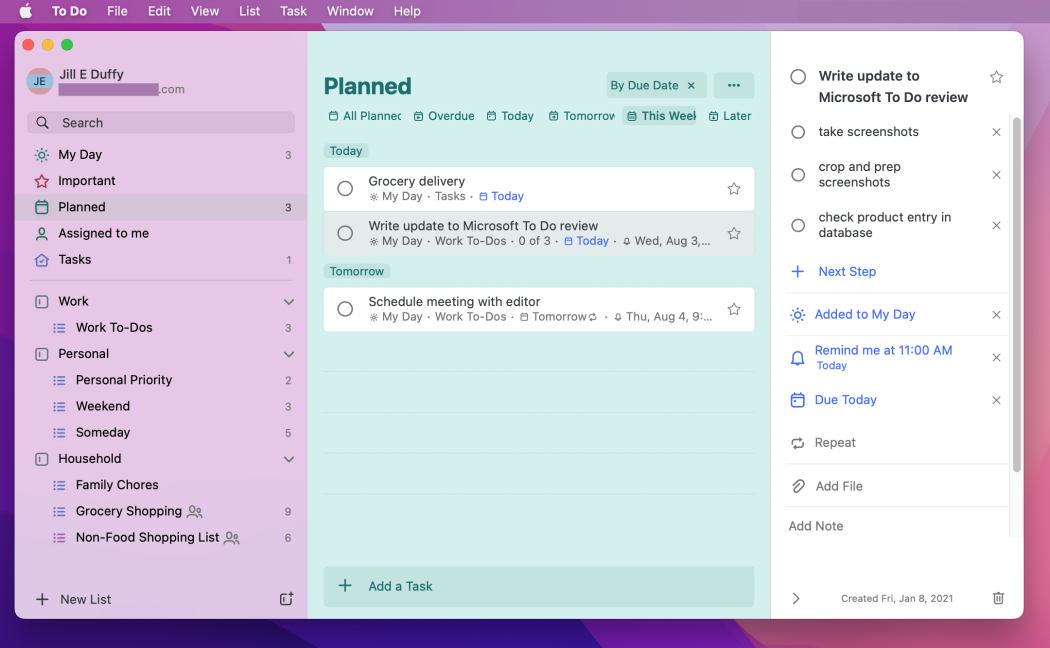 To Do File Edit View List Task Window Help
JE
Jill E Duffy
.com
Search
My Day 3
Important
Planned 3
Assigned to me
Tasks 1
Work
Work To-Dos 3
Personal
Personal Priority 2
Weekend 3
Someday 5
Household
Family Chores
Grocery Shopping 9
Non-Food Shopping List 6
New List
Planned
By Due Date ×
All Planned Overdue Today Tomorrow This Week Later
Today
Grocery delivery
My Day · Tasks · Today
Write update to Microsoft To Do review
My Day · Work To-Dos · 0 of 3 · Today · Wed, Aug 3,...
Tomorrow
Schedule meeting with editor
My Day · Work To-Dos · Tomorrow · Thu, Aug 4, 9:...
Add a Task
Write update to
Microsoft To Do review
take screenshots
crop and prep
screenshots
check product entry in
database
Next Step
Added to My Day
Remind me at 11:00 AM
Today
Due Today
Repeat
Add File
Add Note
Created Fri, Jan 8, 2021